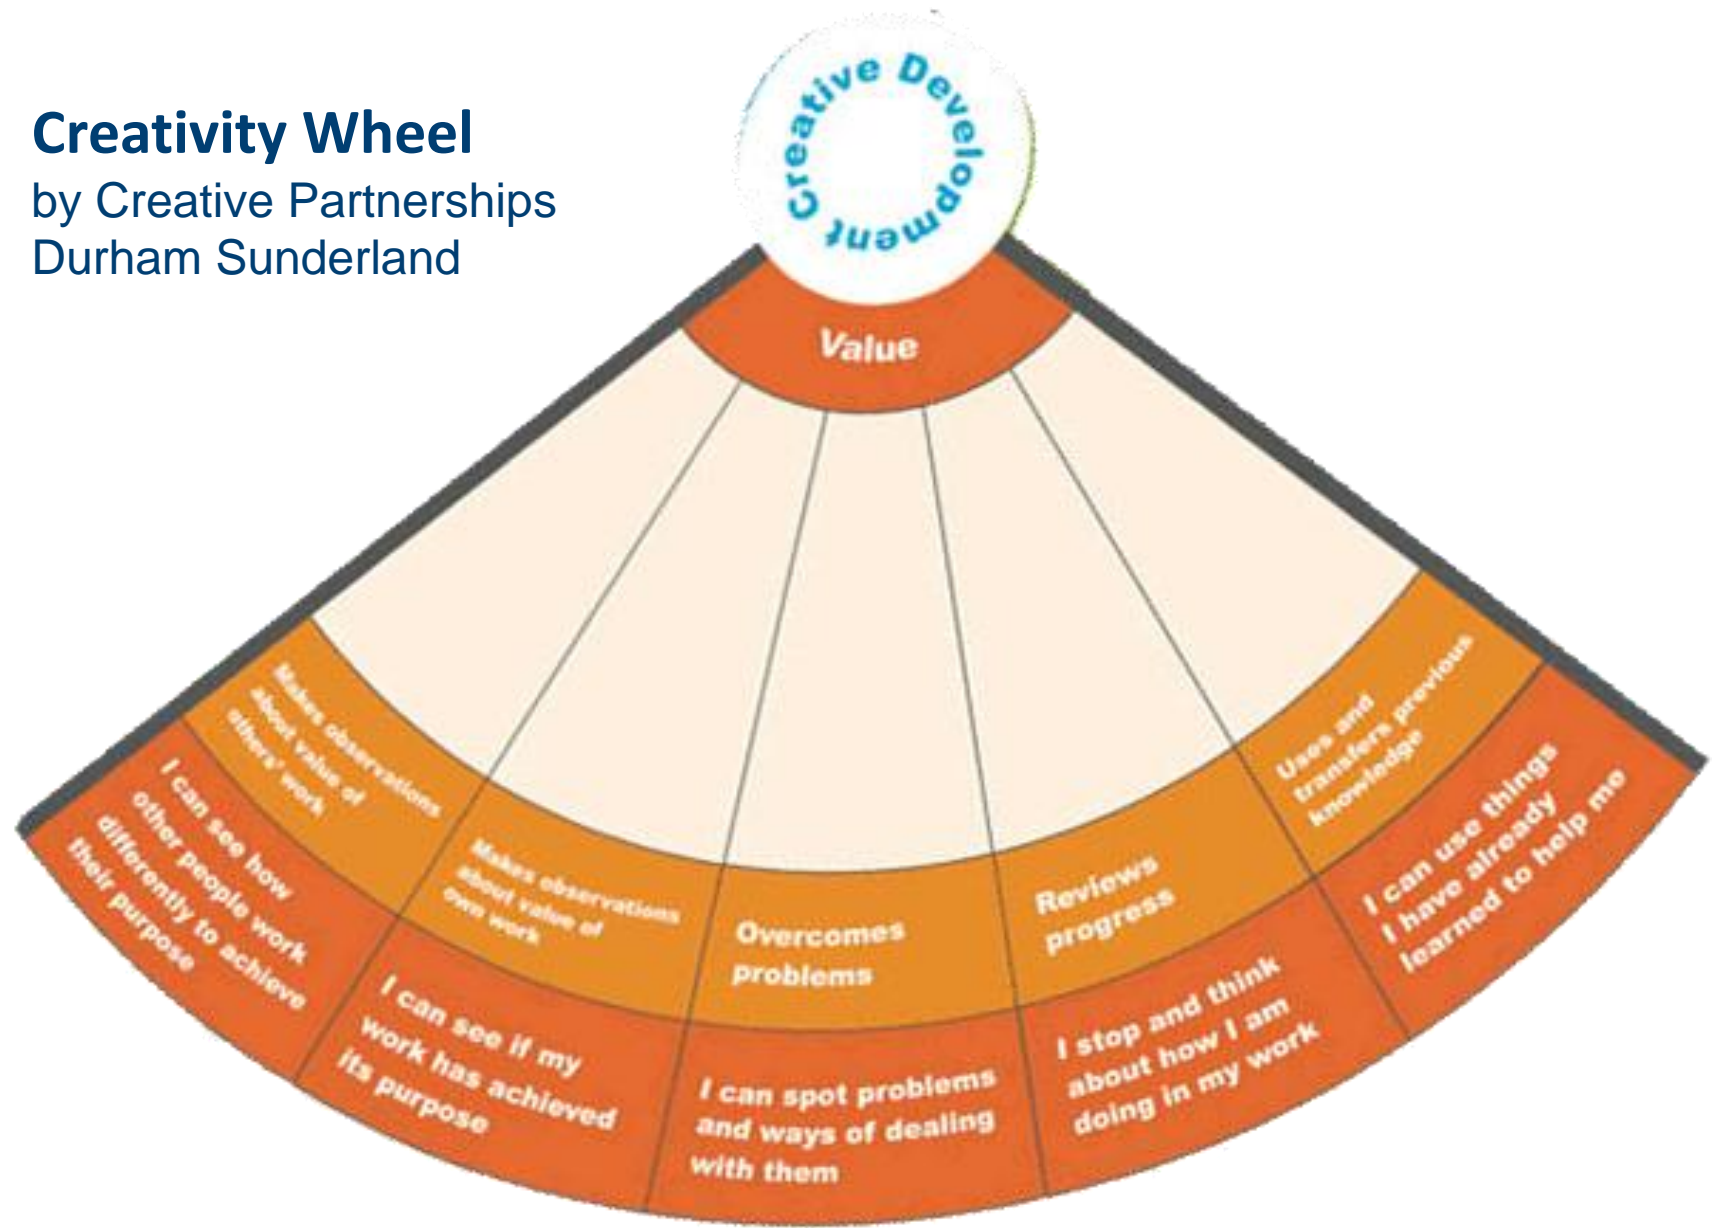 Creativity Wheel
by Creative Partnerships
Durham Sunderland
Creative Development
Value
Makes observations
about value of
others' work
I can see how
other people work
differently to achieve
their purpose
Makes observations
about value of
own work
I can see if my
work has achieved
its purpose
Overcomes
problems
I can spot problems
and ways of dealing
with them
Reviews
progress
I stop and think
about how I am
doing in my work
Uses and
transfers previous
knowledge
I can use things
I have already
learned to help me